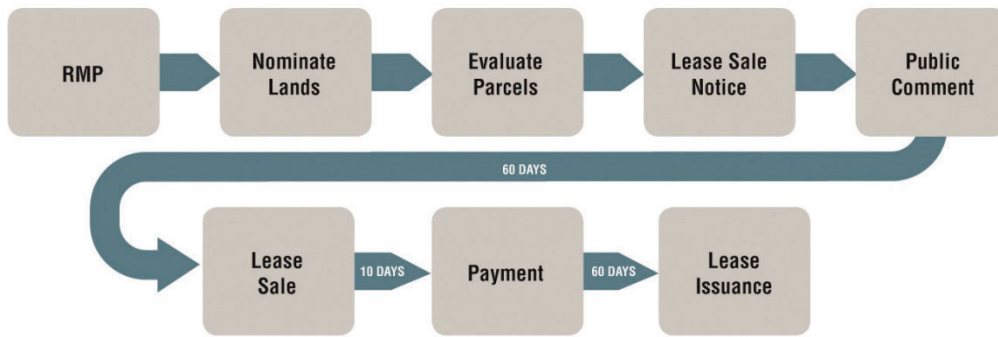 RMP
Nominate
Lands
Evaluate
Parcels
Lease Sale
Notice
Public
Comment
60 DAYS
Lease
Sale
10 DAYS
Payment
60 DAYS
Lease
Issuance